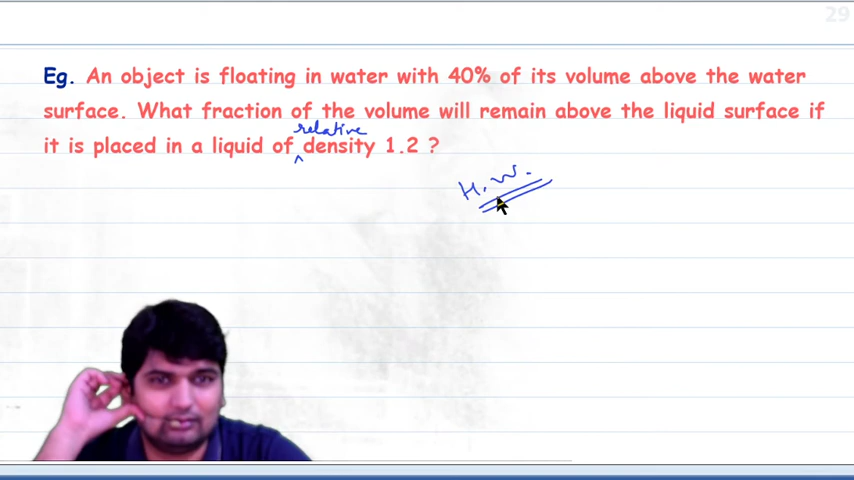 29
Eg. An object is floating in water with 40% of its volume above the water
surface. What fraction of the volume will remain above the liquid surface if
relative
it is placed in a liquid of ^ density 1.2 ?
H.W.